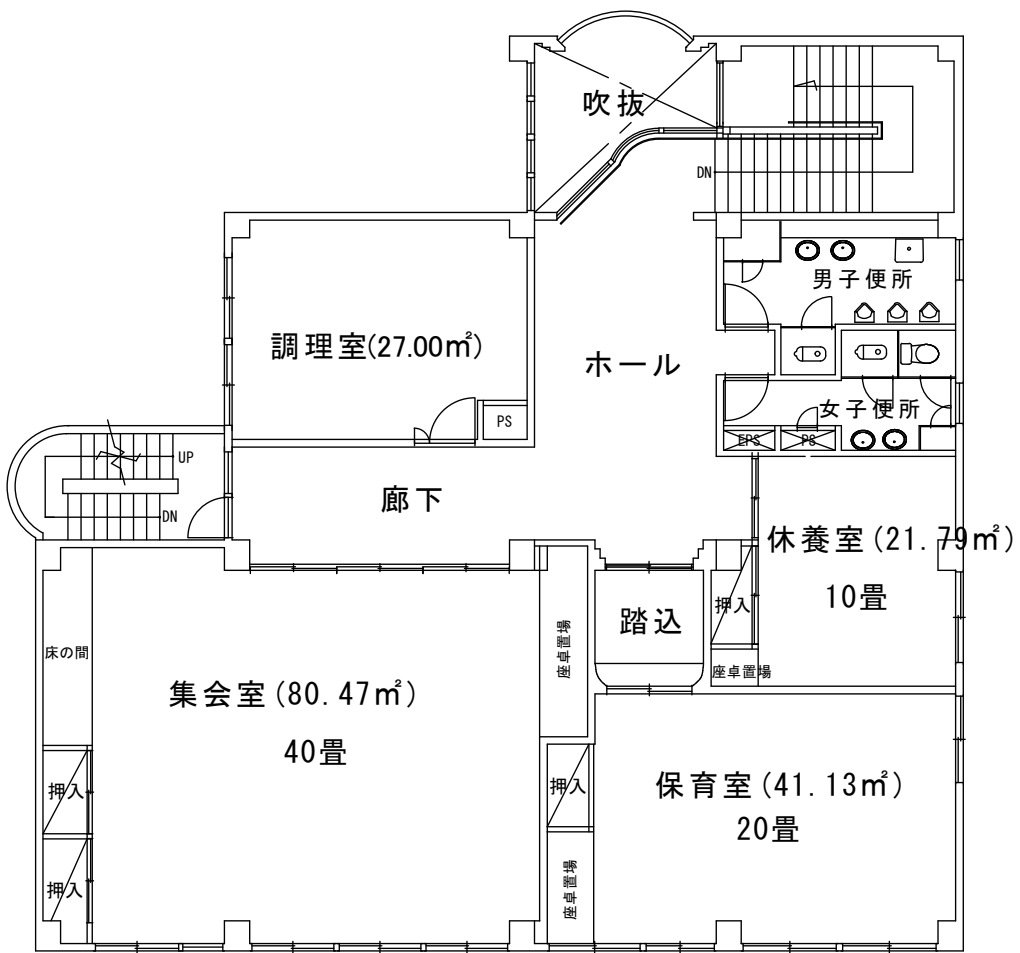 吹抜
DN
男子便所
調理室(27.00㎡)
ホール
女子便所
PS
EPS
PS
UP
DN
廊下
休養室(21.79㎡)
10畳
押入
座卓置場
踏込
座卓置場
床の間
集会室(80.47㎡)
40畳
押入
押入
押入
座卓置場
保育室(41.13㎡)
20畳